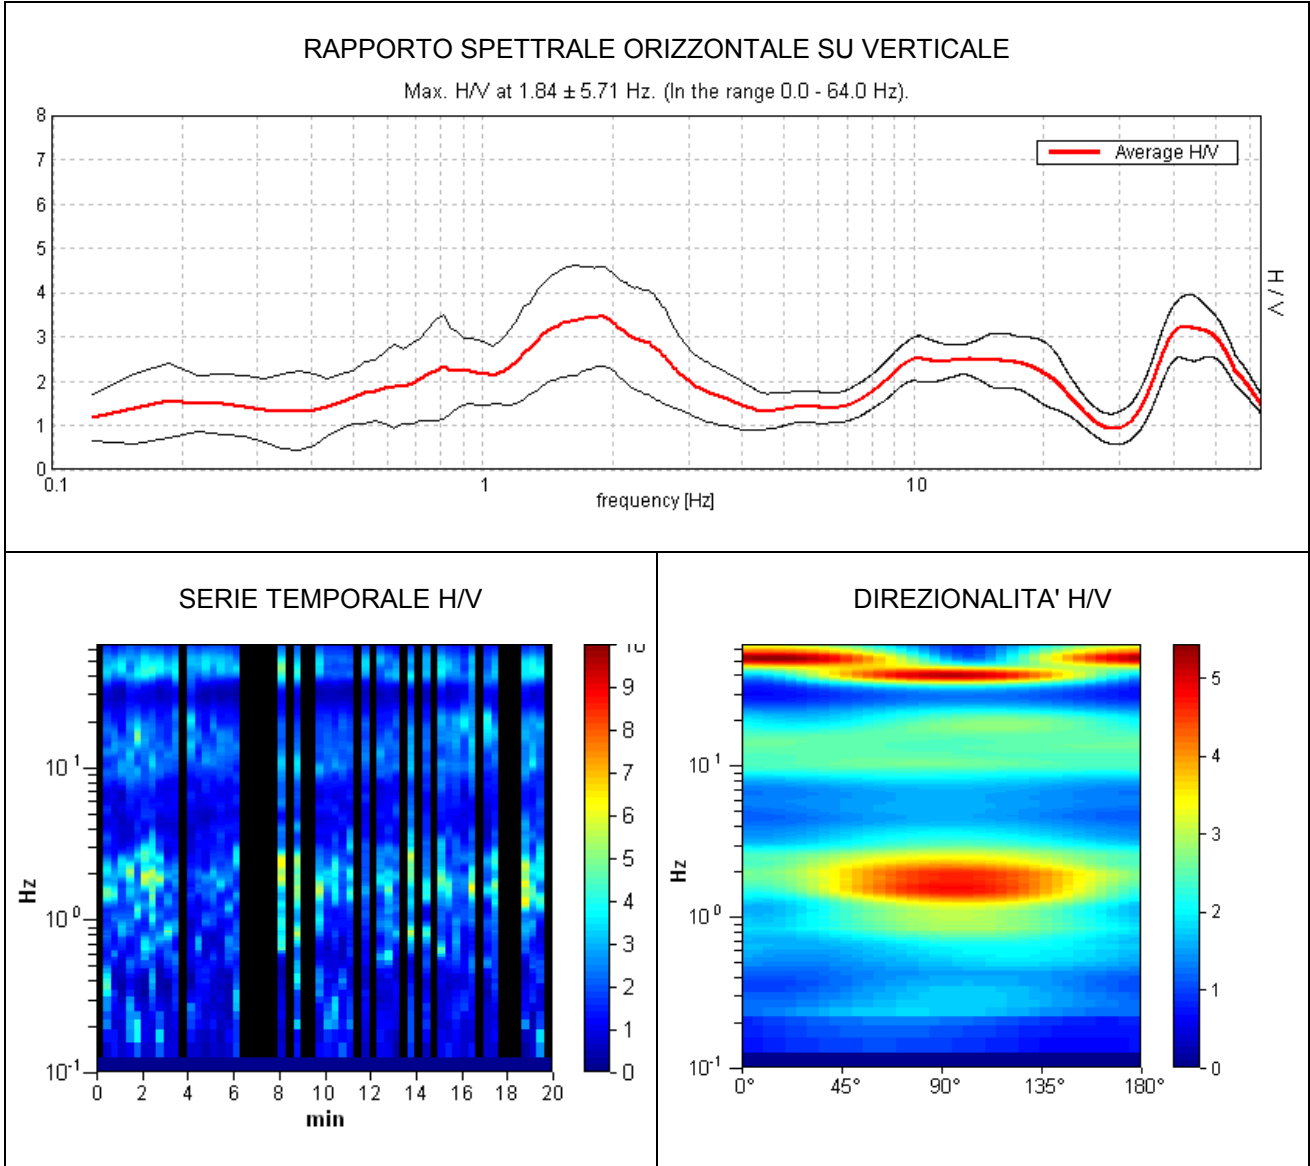 RAPPORTO SPETTRALE ORIZZONTALE SU VERTICALE
Max. H/V at 1.84 ± 5.71 Hz. (In the range 0.0 - 64.0 Hz).
8
7
6
5
4
3
2
1
0
Average H/V
H / V
0.1 1 10
frequency [Hz]
SERIE TEMPORALE H/V
Hz
10¹
10⁰
10⁻¹
0 2 4 6 8 10 12 14 16 18 20
min
10
9
8
7
6
5
4
3
2
1
0
DIREZIONALITA' H/V
Hz
10¹
10⁰
10⁻¹
0° 45° 90° 135° 180°
5
4
3
2
1
0